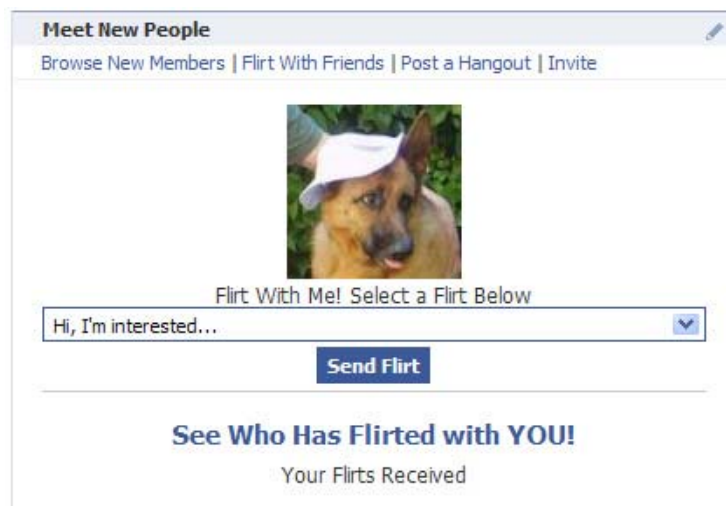 Meet New People
Browse New Members | Flirt With Friends | Post a Hangout | Invite
Flirt With Me! Select a Flirt Below
Hi, I'm interested...
Send Flirt
See Who Has Flirted with YOU!
Your Flirts Received